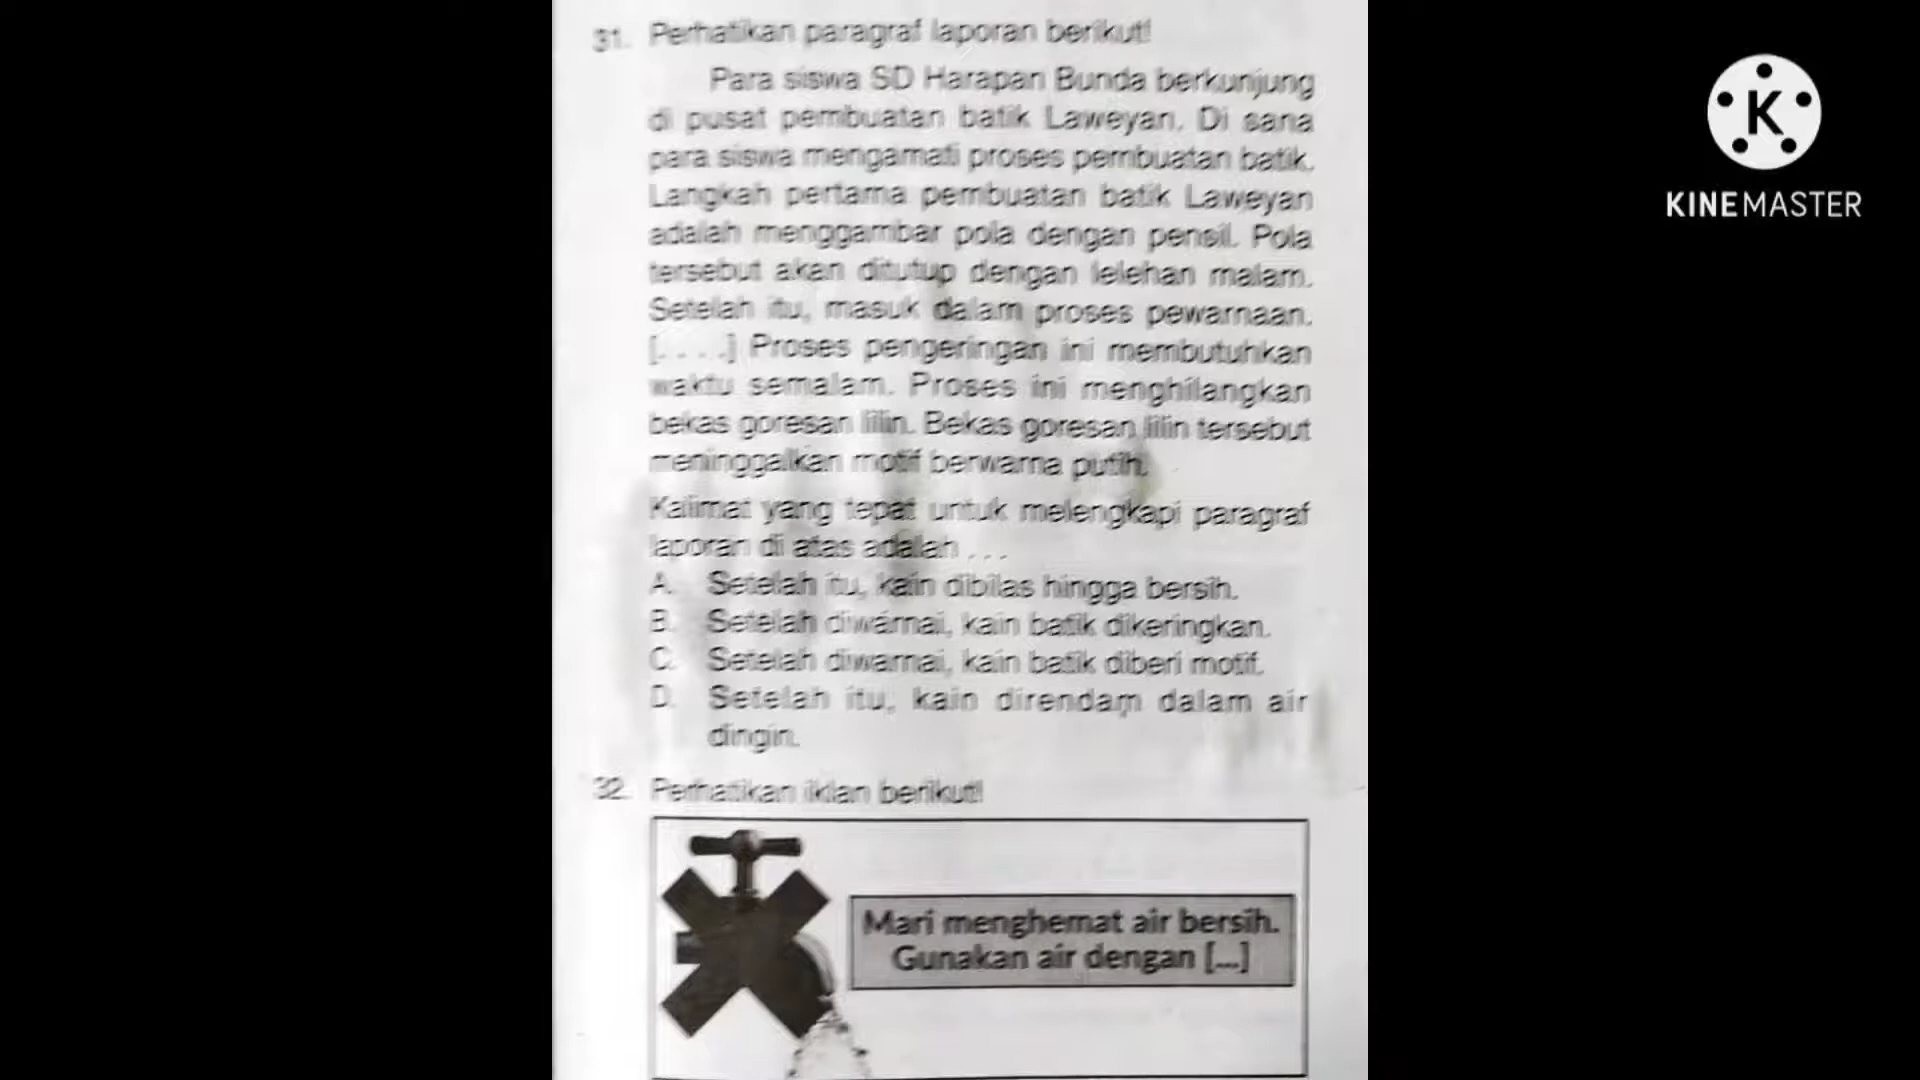 31. Perhatikan paragraf laporan berikut!
Para siswa SD Harapan Bunda berkunjung
di pusat pembuatan batik Laweyan. Di sana
para siswa mengamati proses pembuatan batik.
Langkah pertama pembuatan batik Laweyan
adalah menggambar pola dengan pensil. Pola
tersebut akan ditutup dengan lelehan malam.
Setelah itu, masuk dalam proses pewarnaan.
[. . . .] Proses pengeringan ini membutuhkan
waktu semalam. Proses ini menghilangkan
bekas goresan lilin. Bekas goresan lilin tersebut
meninggalkan motif berwarna putih.
Kalimat yang tepat untuk melengkapi paragraf
laporan di atas adalah . . .
A. Setelah itu, kain dibilas hingga bersih.
B. Setelah diwarnai, kain batik dikeringkan.
C. Setelah diwarnai, kain batik diberi motif.
D. Setelah itu, kain direndam dalam air
dingin.
32. Perhatikan iklan berikut!
Mari menghemat air bersih.
Gunakan air dengan [...]
K
KINEMASTER